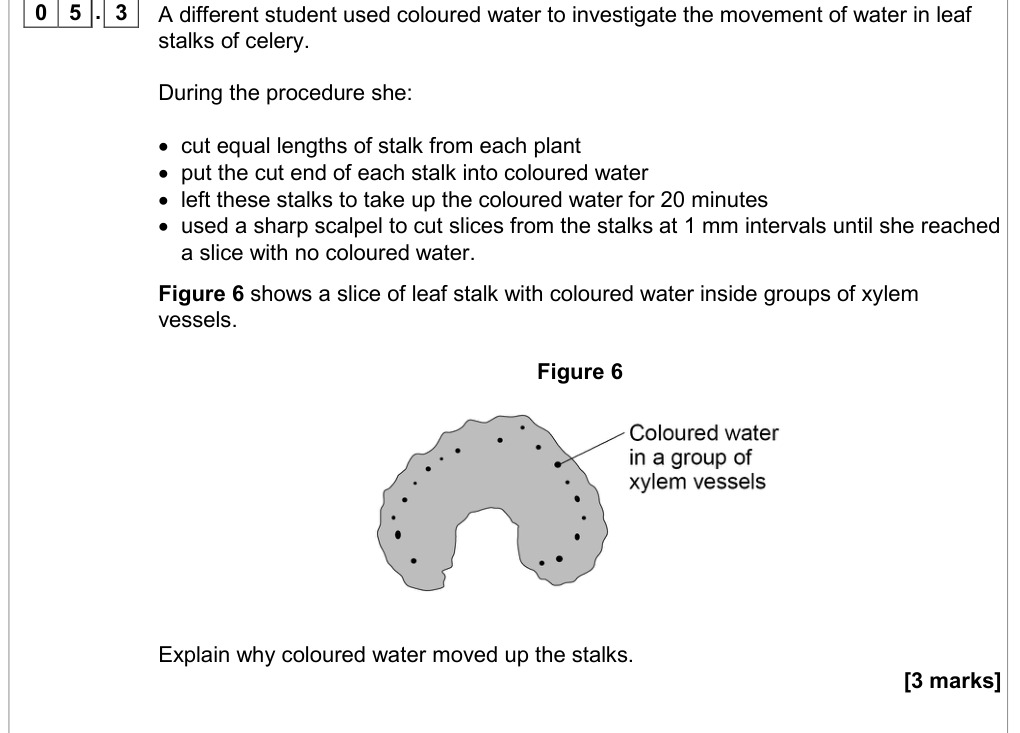 0 5 . 3 A different student used coloured water to investigate the movement of water in leaf
stalks of celery.
During the procedure she:
• cut equal lengths of stalk from each plant
• put the cut end of each stalk into coloured water
• left these stalks to take up the coloured water for 20 minutes
• used a sharp scalpel to cut slices from the stalks at 1 mm intervals until she reached
a slice with no coloured water.
Figure 6 shows a slice of leaf stalk with coloured water inside groups of xylem
vessels.
Figure 6
Coloured water
in a group of
xylem vessels
Explain why coloured water moved up the stalks.
[3 marks]